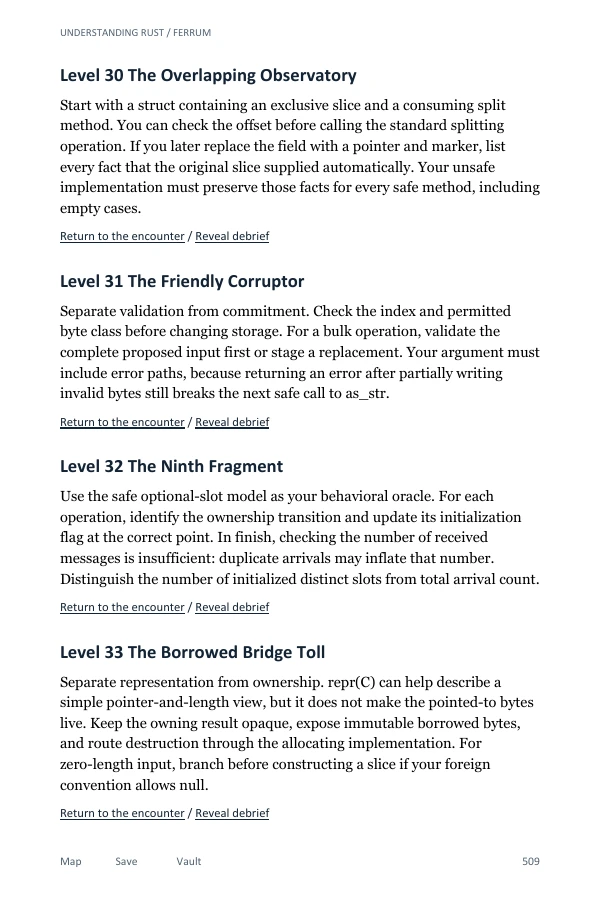 UNDERSTANDING RUST / FERRUM
Level 30 The Overlapping Observatory
Start with a struct containing an exclusive slice and a consuming split
method. You can check the offset before calling the standard splitting
operation. If you later replace the field with a pointer and marker, list
every fact that the original slice supplied automatically. Your unsafe
implementation must preserve those facts for every safe method, including
empty cases.
Return to the encounter / Reveal debrief
Level 31 The Friendly Corruptor
Separate validation from commitment. Check the index and permitted
byte class before changing storage. For a bulk operation, validate the
complete proposed input first or stage a replacement. Your argument must
include error paths, because returning an error after partially writing
invalid bytes still breaks the next safe call to as_str.
Return to the encounter / Reveal debrief
Level 32 The Ninth Fragment
Use the safe optional-slot model as your behavioral oracle. For each
operation, identify the ownership transition and update its initialization
flag at the correct point. In finish, checking the number of received
messages is insufficient: duplicate arrivals may inflate that number.
Distinguish the number of initialized distinct slots from total arrival count.
Return to the encounter / Reveal debrief
Level 33 The Borrowed Bridge Toll
Separate representation from ownership. repr(C) can help describe a
simple pointer-and-length view, but it does not make the pointed-to bytes
live. Keep the owning result opaque, expose immutable borrowed bytes,
and route destruction through the allocating implementation. For
zero-length input, branch before constructing a slice if your foreign
convention allows null.
Return to the encounter / Reveal debrief
Map Save Vault 509